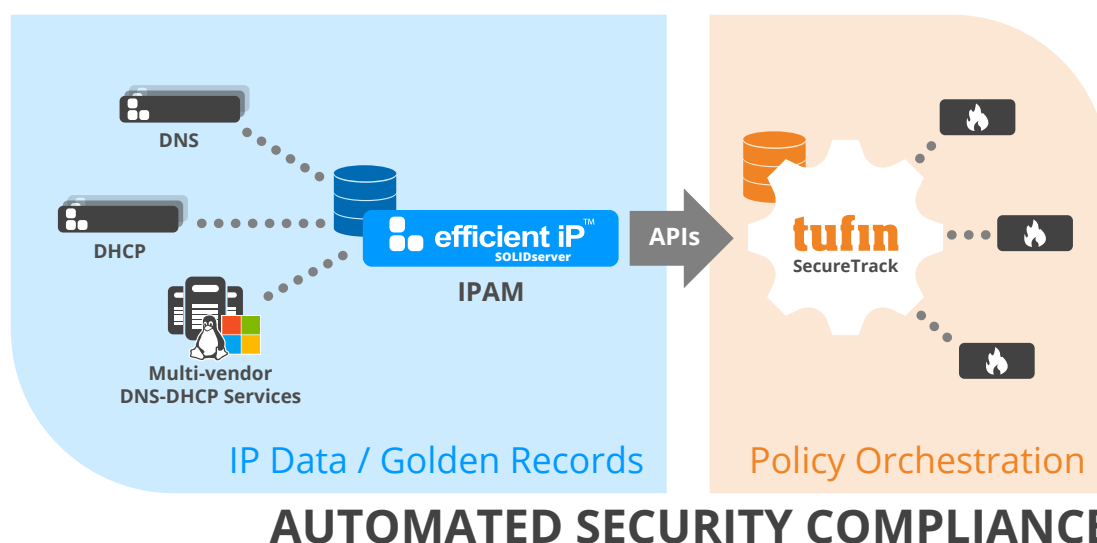 DNS
DHCP
Multi-vendor
DNS-DHCP Services
efficient iP™
SOLIDserver
IPAM
APIs
tufin
SecureTrack
IP Data / Golden Records
Policy Orchestration
AUTOMATED SECURITY COMPLIANCE